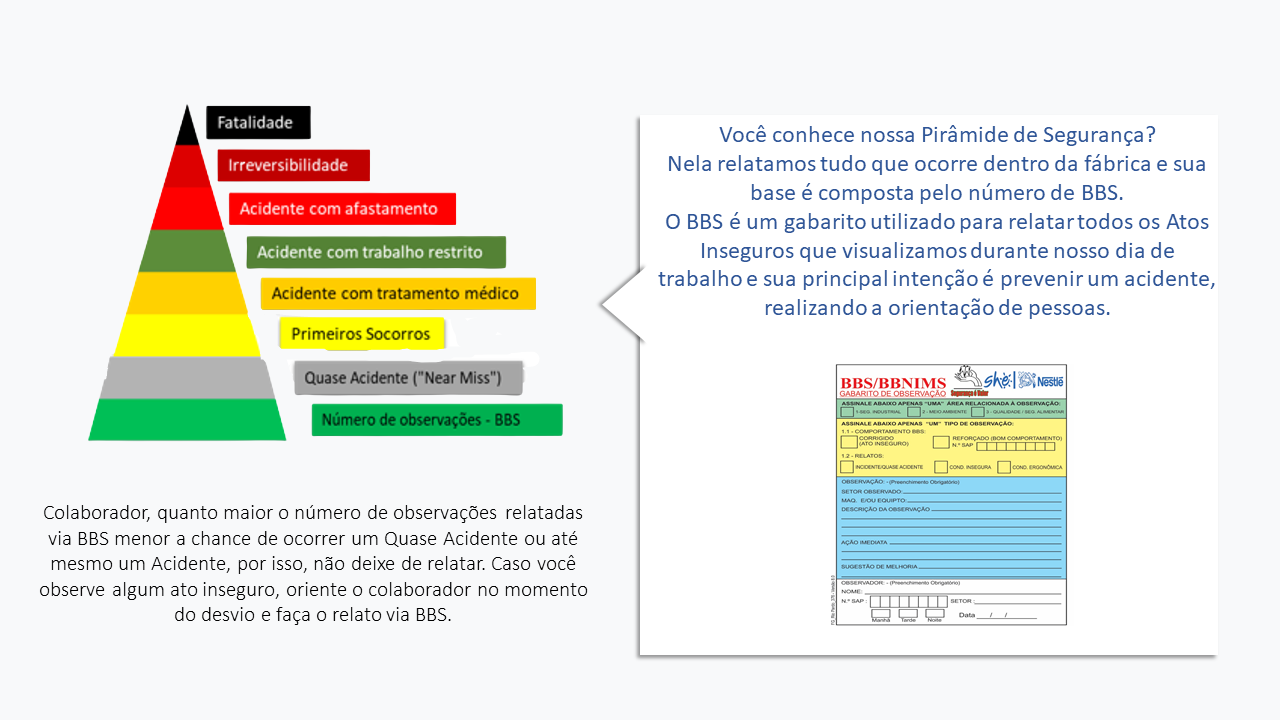 Fatalidade
Irreversibilidade
Acidente com afastamento
Acidente com trabalho restrito
Acidente com tratamento médico
Primeiros Socorros
Quase Acidente ("Near Miss")
Número de observações - BBS
Colaborador, quanto maior o número de observações relatadas
via BBS menor a chance de ocorrer um Quase Acidente ou até
mesmo um Acidente, por isso, não deixe de relatar. Caso você
observe algum ato inseguro, oriente o colaborador no momento
do desvio e faça o relato via BBS.
Você conhece nossa Pirâmide de Segurança?
Nela relatamos tudo que ocorre dentro da fábrica e sua
base é composta pelo número de BBS.
O BBS é um gabarito utilizado para relatar todos os Atos
Inseguros que visualizamos durante nosso dia de
trabalho e sua principal intenção é prevenir um acidente,
realizando a orientação de pessoas.
BBS/BBNIMS
GABARITO DE OBSERVAÇÃO
Segurança é Valor
she!
Nestlé
ASSINALE ABAIXO APENAS "UMA" ÁREA RELACIONADA À OBSERVAÇÃO:
1-SEG. INDUSTRIAL 2 - MEIO AMBIENTE 3 - QUALIDADE / SEG. ALIMENTAR
ASSINALE ABAIXO APENAS "UM" TIPO DE OBSERVAÇÃO:
1.1 - COMPORTAMENTO BBS:
CORRIGIDO
(ATO INSEGURO)
REFORÇADO (BOM COMPORTAMENTO)
N.º SAP
1.2 - RELATOS:
INCIDENTE/QUASE ACIDENTE COND. INSEGURA COND. ERGONÔMICA
OBSERVAÇÃO: - (Preenchimento Obrigatório)
SETOR OBSERVADO:
MAQ. E/OU EQUIPTO:
DESCRIÇÃO DA OBSERVAÇÃO
AÇÃO IMEDIATA
SUGESTÃO DE MELHORIA
OBSERVADOR: - (Preenchimento Obrigatório)
NOME:
N.º SAP : SETOR :
Manhã Tarde Noite Data / /